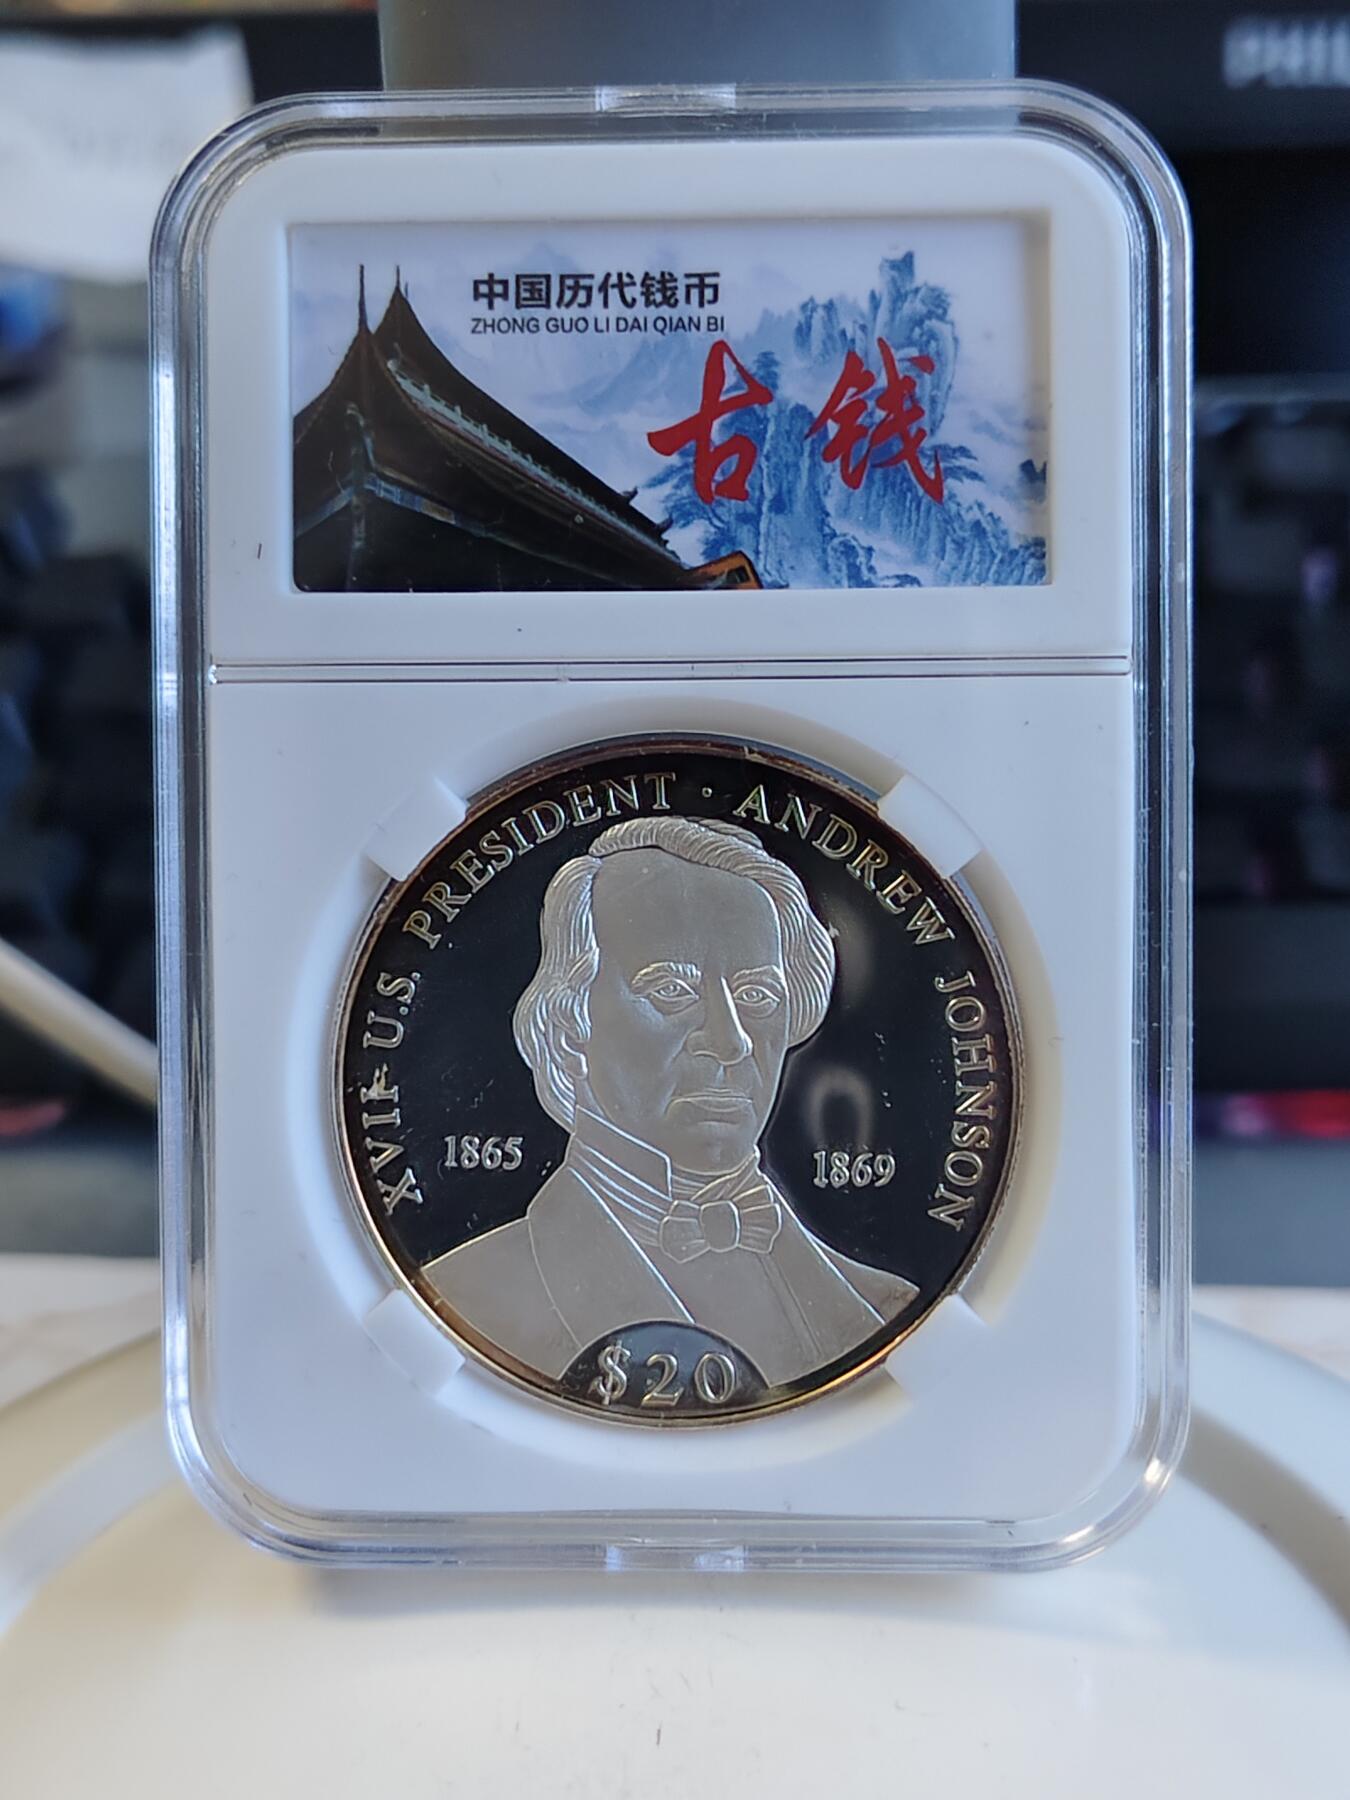 中国历代钱币
ZHONG GUO LI DAI QIAN BI
古钱
XVII U.S. PRESIDENT · ANDREW JOHNSON
1865
1869
$20